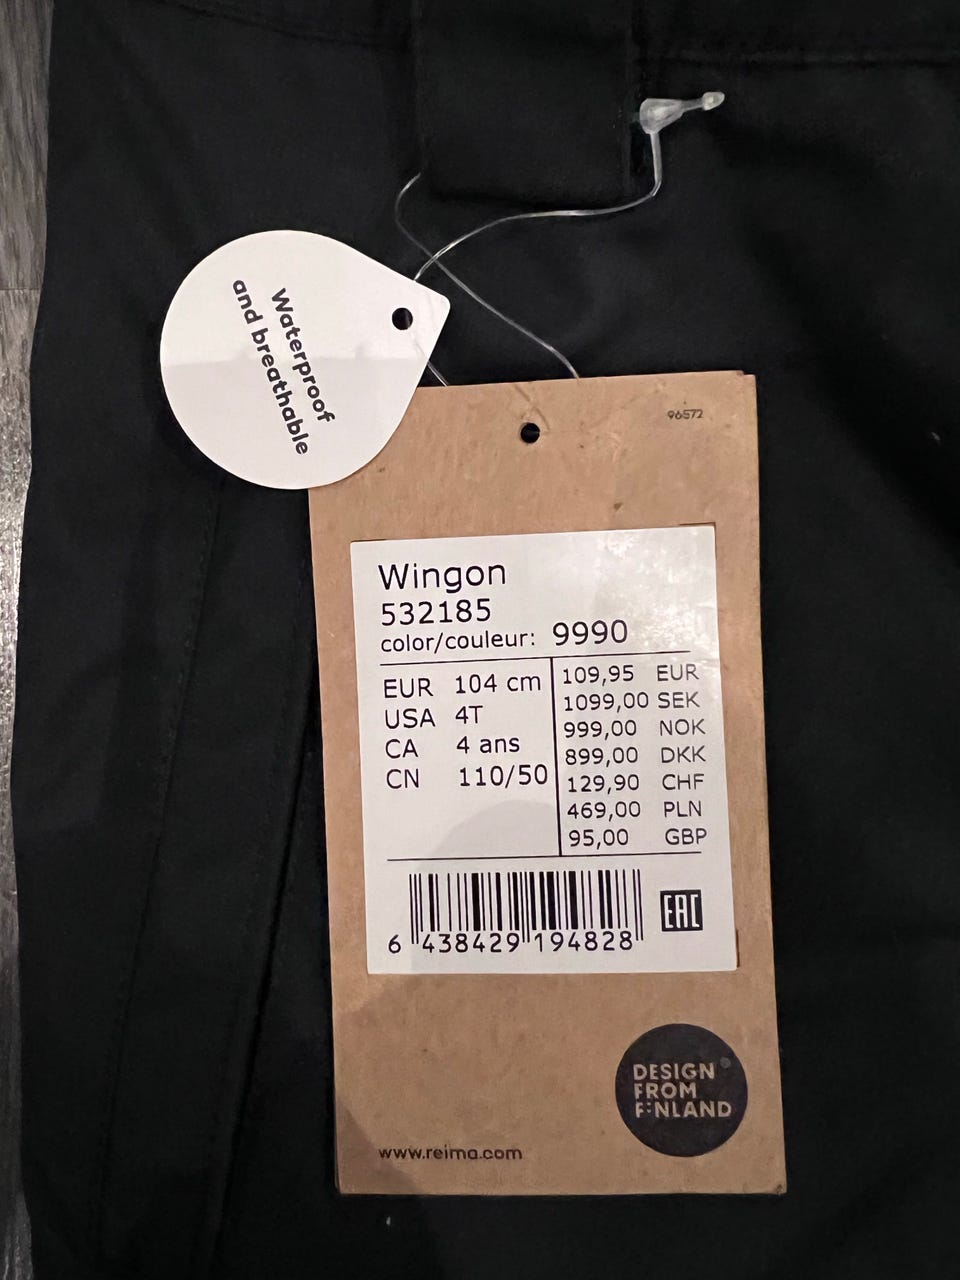 Waterproof
and breathable
96572
Wingon
532185
color/couleur: 9990
EUR 104 cm
USA 4T
CA 4 ans
CN 110/50
109,95 EUR
1099,00 SEK
999,00 NOK
899,00 DKK
129,90 CHF
469,00 PLN
95,00 GBP
6 438429 194828
EAC
DESIGN
FROM
FINLAND
www.reima.com